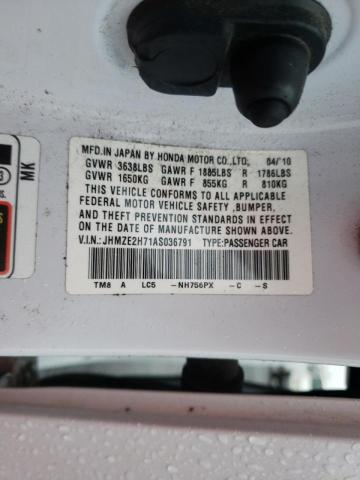 MFD.IN JAPAN BY HONDA MOTOR CO.,LTD. 04/10
GVWR 3638LBS GAWR F 1885LBS R 1786LBS
GVWR 1650KG GAWR F 855KG R 810KG
THIS VEHICLE CONFORMS TO ALL APPLICABLE
FEDERAL MOTOR VEHICLE SAFETY ,BUMPER,
AND THEFT PREVENTION STANDARDS IN EFFECT
ON THE DATE OF MANUFACTURE SHOWN ABOVE.
V.I.N.: JHMZE2H71AS036791 TYPE:PASSENGER CAR
TM8 A LC5 -NH756PX -C -S
MK
3
S.